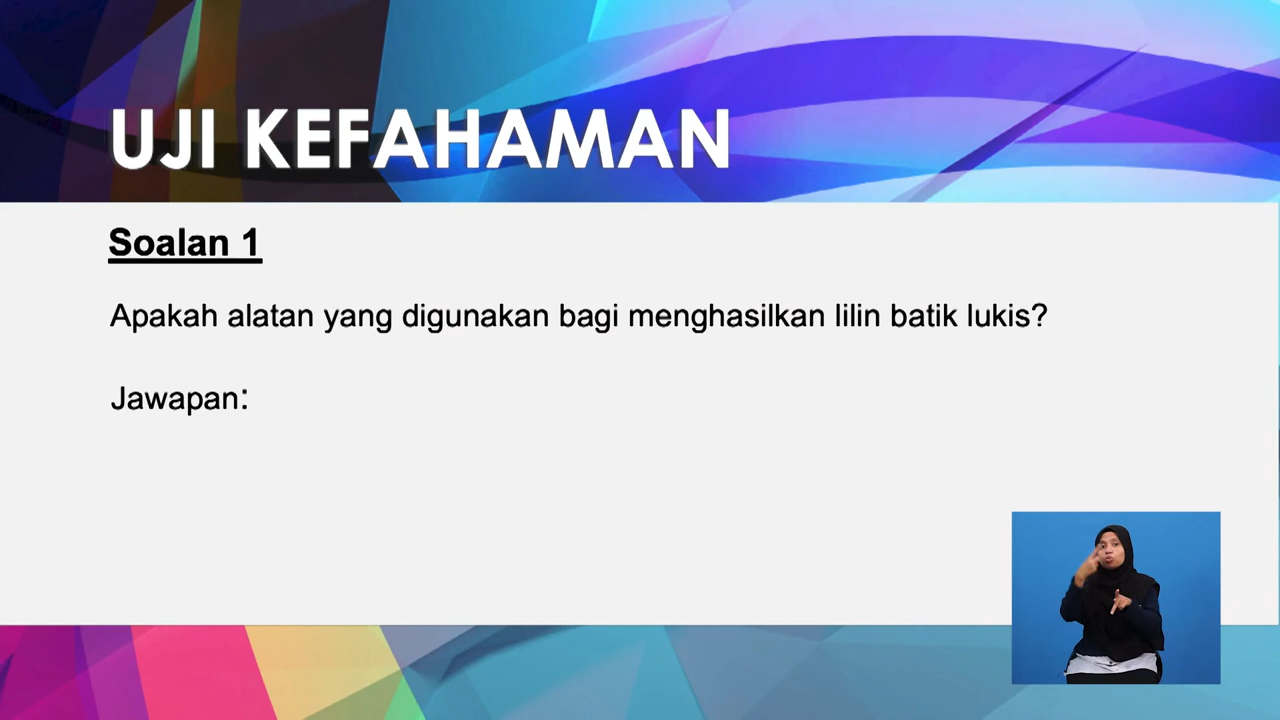 UJI KEFAHAMAN
Soalan 1
Apakah alatan yang digunakan bagi menghasilkan lilin batik lukis?
Jawapan: